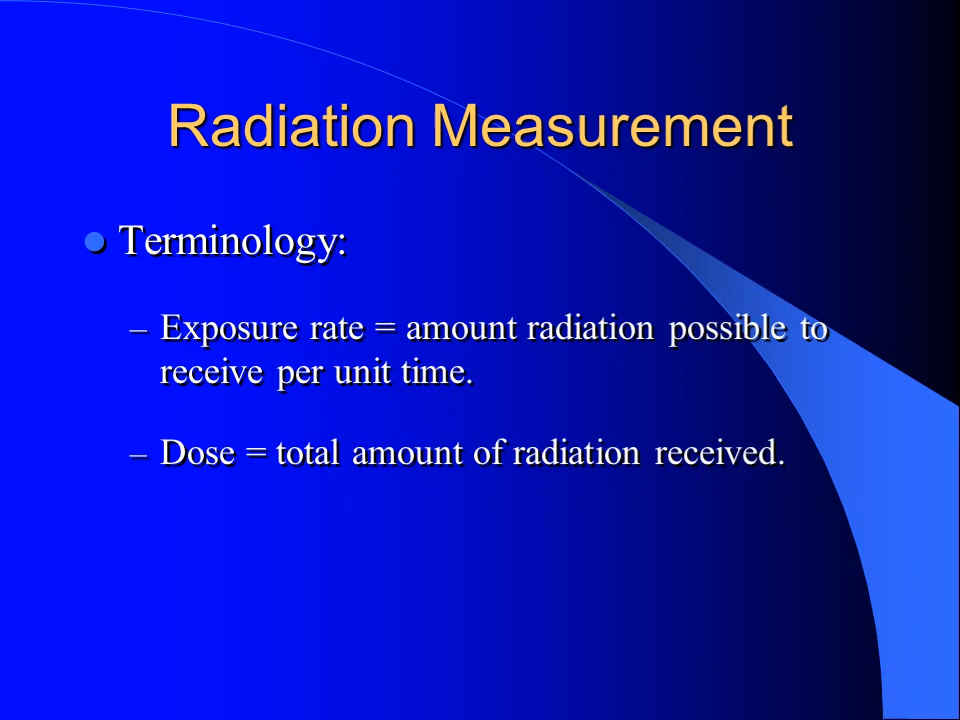 Radiation Measurement
Terminology:
– Exposure rate = amount radiation possible to
receive per unit time.
– Dose = total amount of radiation received.